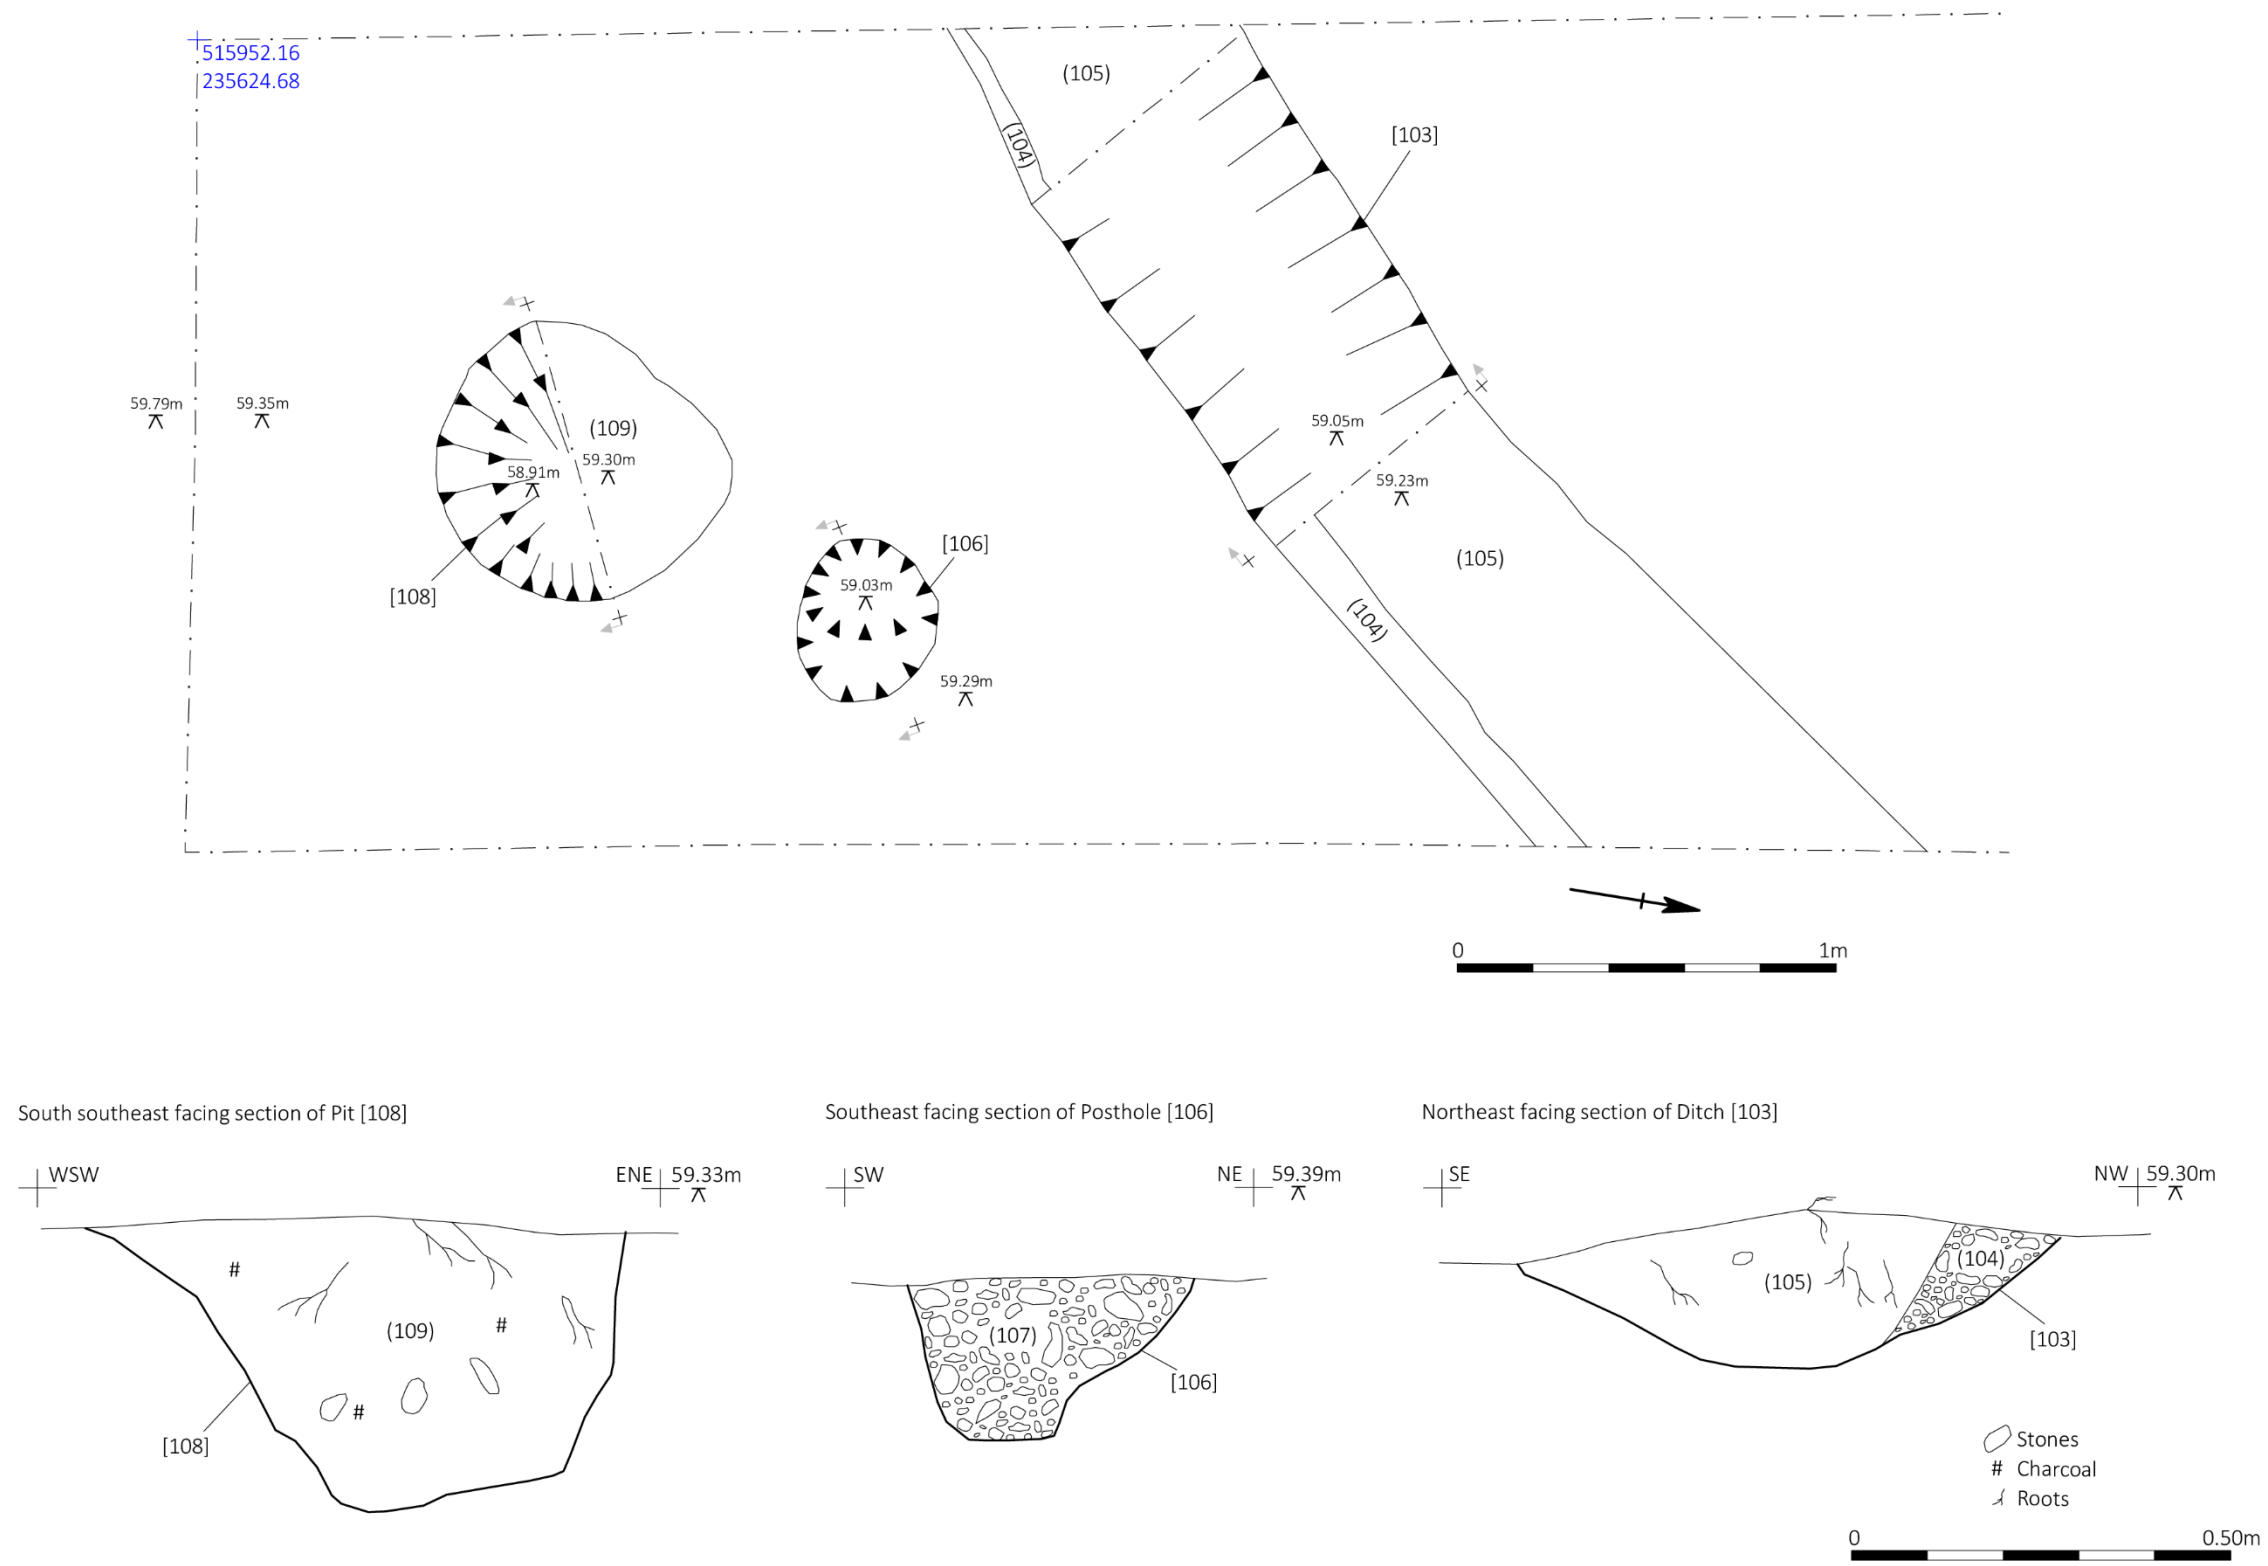 515952.16
235624.68
(105)
(104)
[103]
59.79m
59.35m
(109)
59.30m
58.91m
59.05m
59.23m
[108]
[106]
59.03m
(105)
(104)
59.29m
0 1m
South southeast facing section of Pit [108]
Southeast facing section of Posthole [106]
Northeast facing section of Ditch [103]
WSW
ENE
59.33m
SW
NE
59.39m
SE
NW
59.30m
#
(109)
#
#
[108]
(107)
[106]
(105)
(104)
[103]
Stones
# Charcoal
Roots
0 0.50m